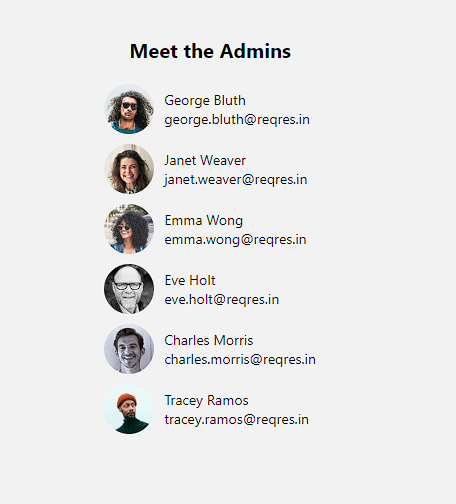 Meet the Admins
George Bluth
george.bluth@reqres.in
Janet Weaver
janet.weaver@reqres.in
Emma Wong
emma.wong@reqres.in
Eve Holt
eve.holt@reqres.in
Charles Morris
charles.morris@reqres.in
Tracey Ramos
tracey.ramos@reqres.in